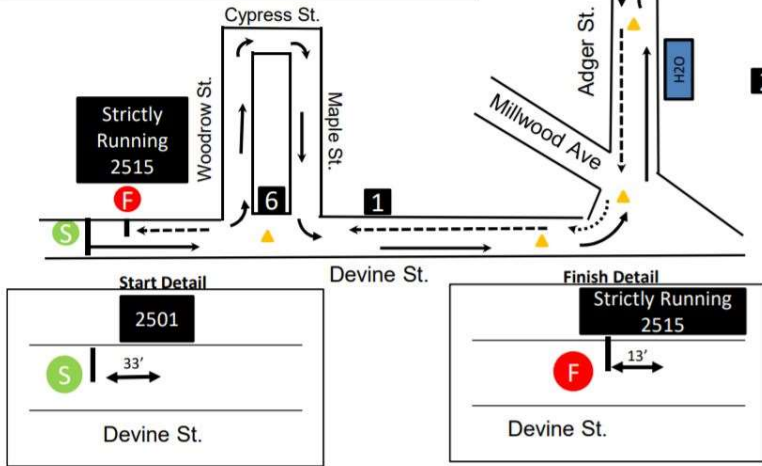 Cypress St.
Adger St.
H2O
Woodrow St.
Maple St.
Millwood Ave
Strictly
Running
2515
F
6
1
S
Devine St.
Start Detail
2501
S
33’
Devine St.
Finish Detail
Strictly Running
2515
F
13’
Devine St.